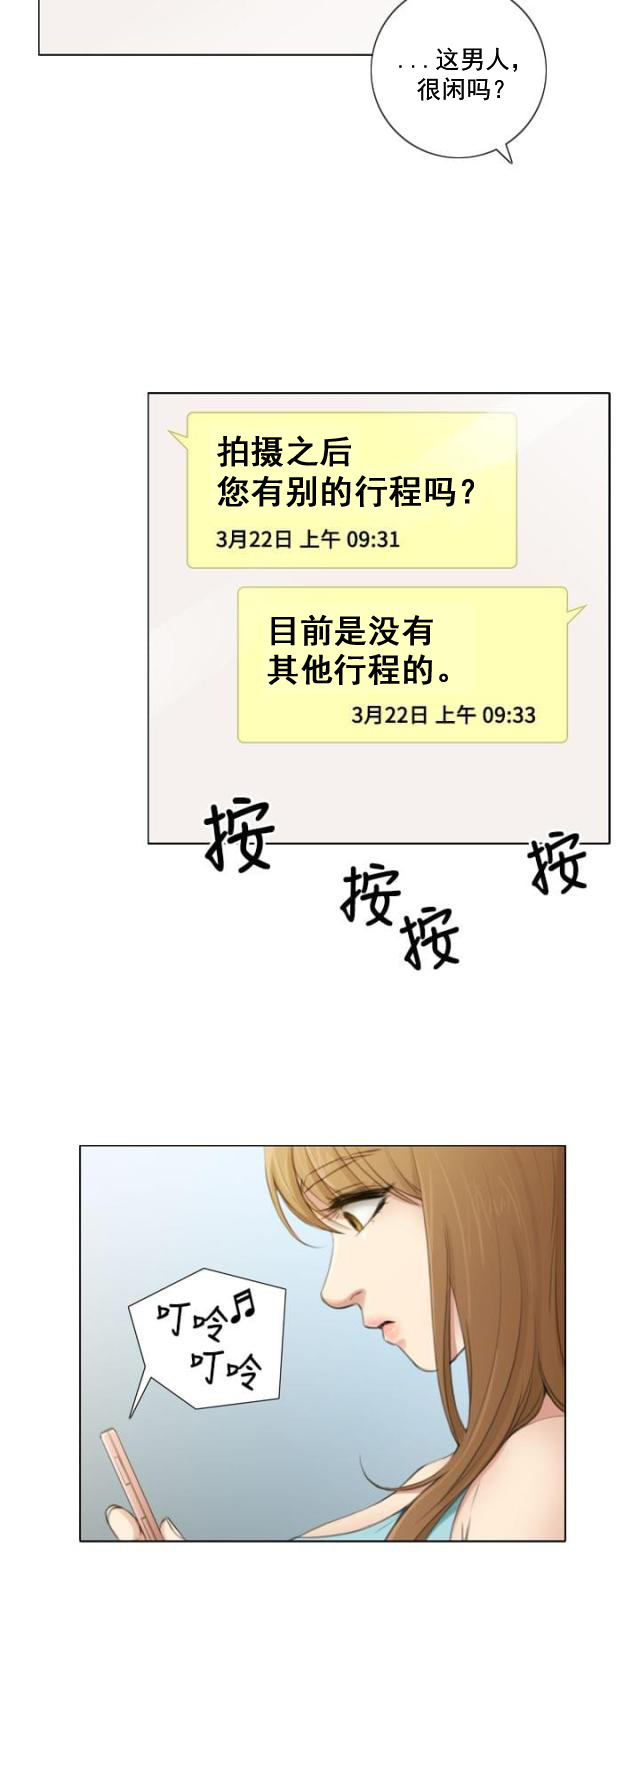 ...这男人，
很闲吗？
拍摄之后
您有别的行程吗？
3月22日 上午 09:31
目前是没有
其他行程的。
3月22日 上午 09:33
按
按
按
按
叮呤♬
叮呤